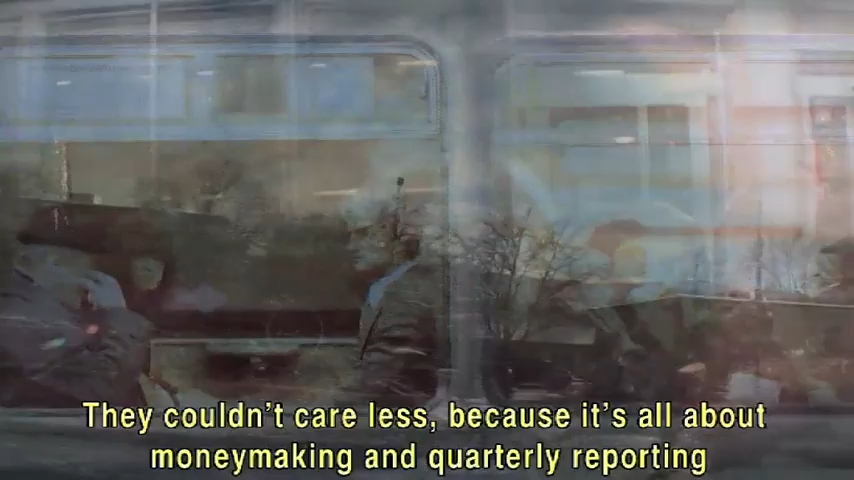 They couldn't care less, because it's all about
moneymaking and quarterly reporting